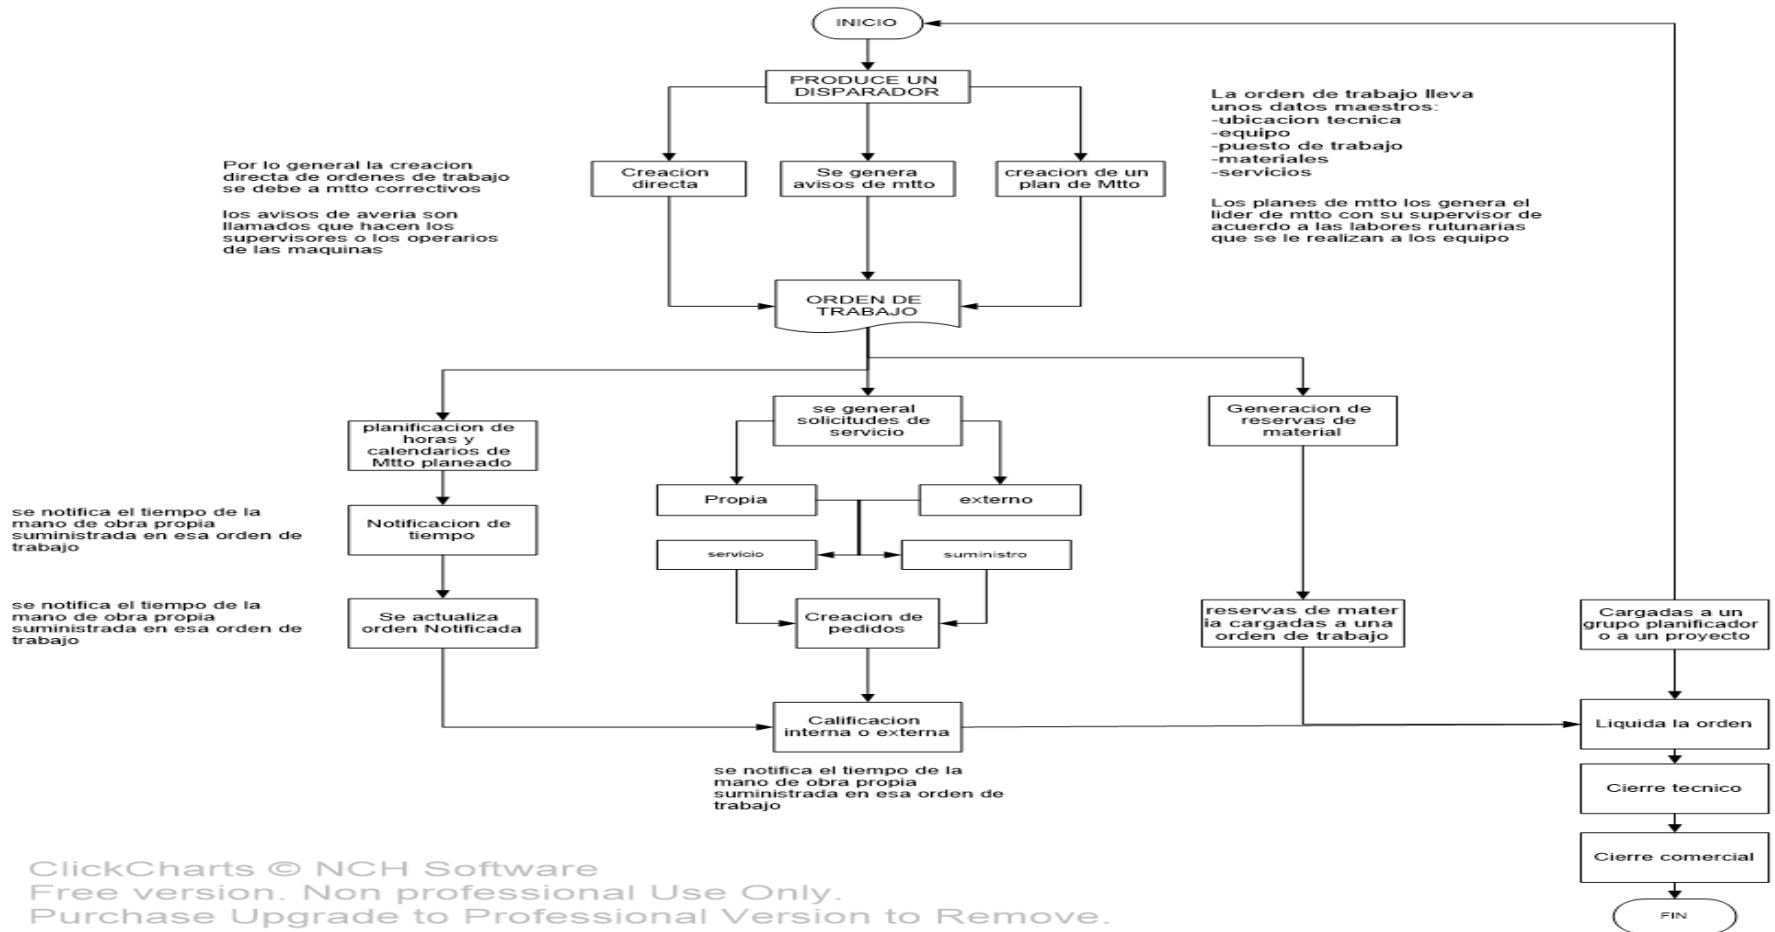 INICIO
PRODUCE UN
DISPARADOR
La orden de trabajo lleva
unos datos maestros:
-ubicacion tecnica
-equipo
-puesto de trabajo
-materiales
-servicios
Los planes de mtto los genera el
lider de mtto con su supervisor de
acuerdo a las labores rutunarias
que se le realizan a los equipo
Por lo general la creacion
directa de ordenes de trabajo
se debe a mtto correctivos
los avisos de averia son
llamados que hacen los
supervisores o los operarios
de las maquinas
Creacion
directa
Se genera
avisos de mtto
creacion de un
plan de Mtto
ORDEN DE
TRABAJO
planificacion de
horas y
calendarios de
Mtto planeado
se general
solicitudes de
servicio
Generacion de
reservas de
material
Propia
externo
se notifica el tiempo de la
mano de obra propia
suministrada en esa orden de
trabajo
Notificacion de
tiempo
servicio
suministro
se notifica el tiempo de la
mano de obra propia
suministrada en esa orden de
trabajo
Se actualiza
orden Notificada
Creacion de
pedidos
reservas de mater
ia cargadas a una
orden de trabajo
Cargadas a un
grupo planificador
o a un proyecto
Calificacion
interna o externa
Liquida la orden
se notifica el tiempo de la
mano de obra propia
suministrada en esa orden de
trabajo
Cierre tecnico
Cierre comercial
FIN
ClickCharts © NCH Software
Free version. Non professional Use Only.
Purchase Upgrade to Professional Version to Remove.